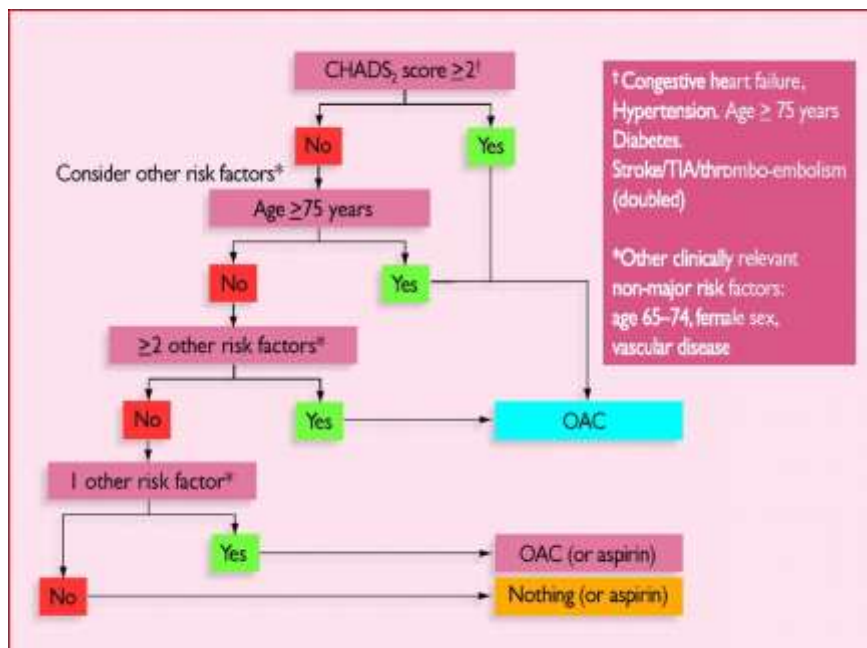 CHADS₂ score ≥2†
No
Yes
Consider other risk factors*
Age ≥75 years
No
Yes
≥2 other risk factors*
No
Yes
OAC
1 other risk factor*
Yes
OAC (or aspirin)
No
Nothing (or aspirin)
† Congestive heart failure,
Hypertension. Age ≥ 75 years
Diabetes.
Stroke/TIA/thrombo-embolism
(doubled)
*Other clinically relevant
non-major risk factors:
age 65–74, female sex,
vascular disease